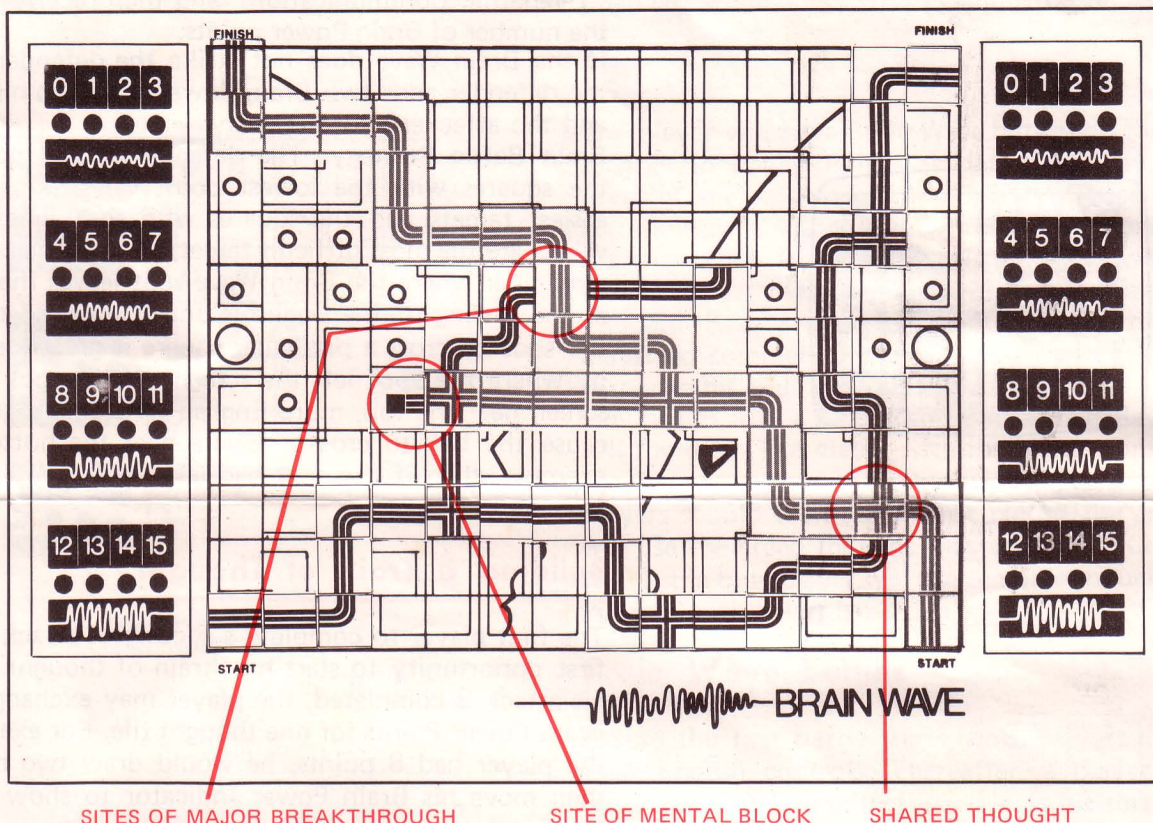 FINISH
FINISH
0 1 2 3
4 5 6 7
8 9 10 11
12 13 14 15
0 1 2 3
4 5 6 7
8 9 10 11
12 13 14 15
START
START
BRAIN WAVE
SITES OF MAJOR BREAKTHROUGH
SITE OF MENTAL BLOCK
SHARED THOUGHT